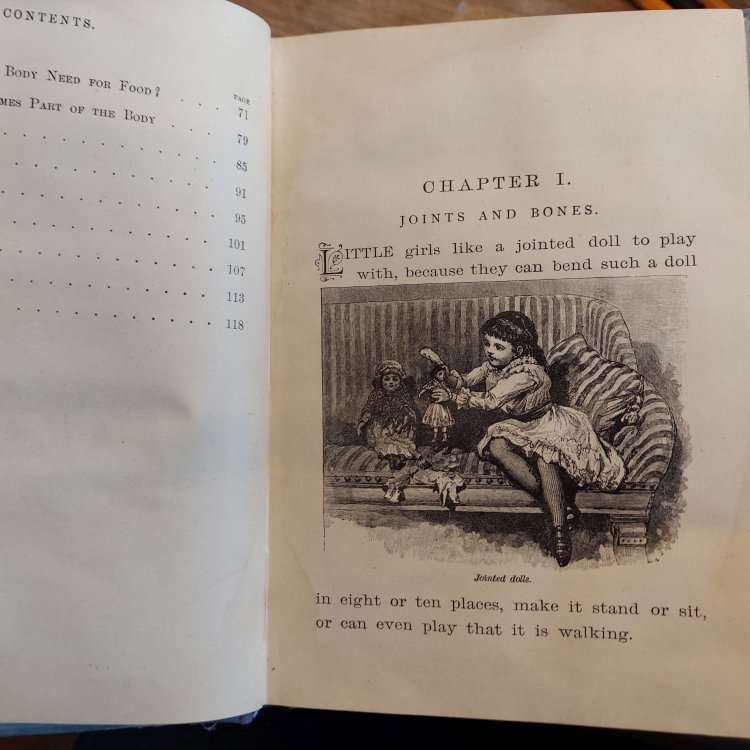 CONTENTS.
PAGE
BODY NEED FOR FOOD? . . . 71
PART OF THE BODY . . . 79
. . . . . . . . 85
. . . . . . . . 91
. . . . . . . . 95
. . . . . . . . 101
. . . . . . . . 107
. . . . . . . . 113
. . . . . . . . 118
CHAPTER I.
JOINTS AND BONES.
LITTLE girls like a jointed doll to play
with, because they can bend such a doll
Jointed dolls.
in eight or ten places, make it stand or sit,
or can even play that it is walking.